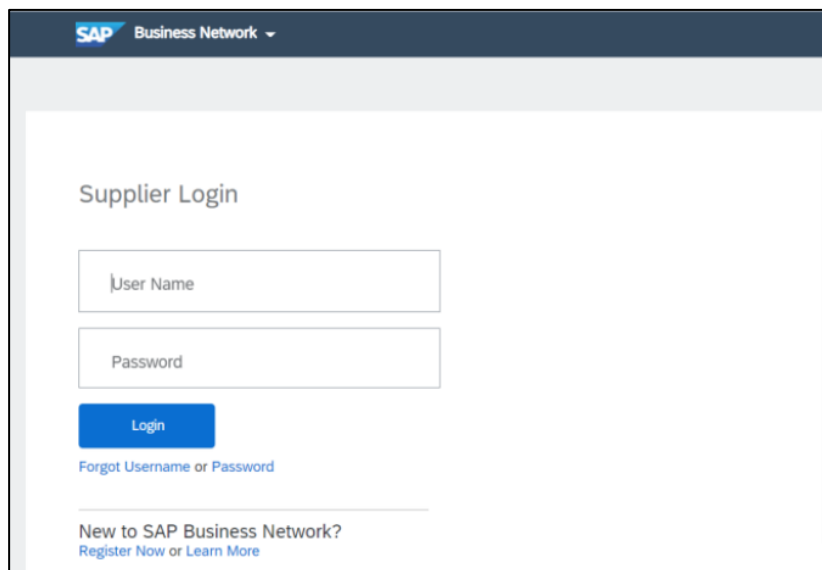 SAP Business Network
Supplier Login
User Name
Password
Login
Forgot Username or Password
New to SAP Business Network?
Register Now or Learn More